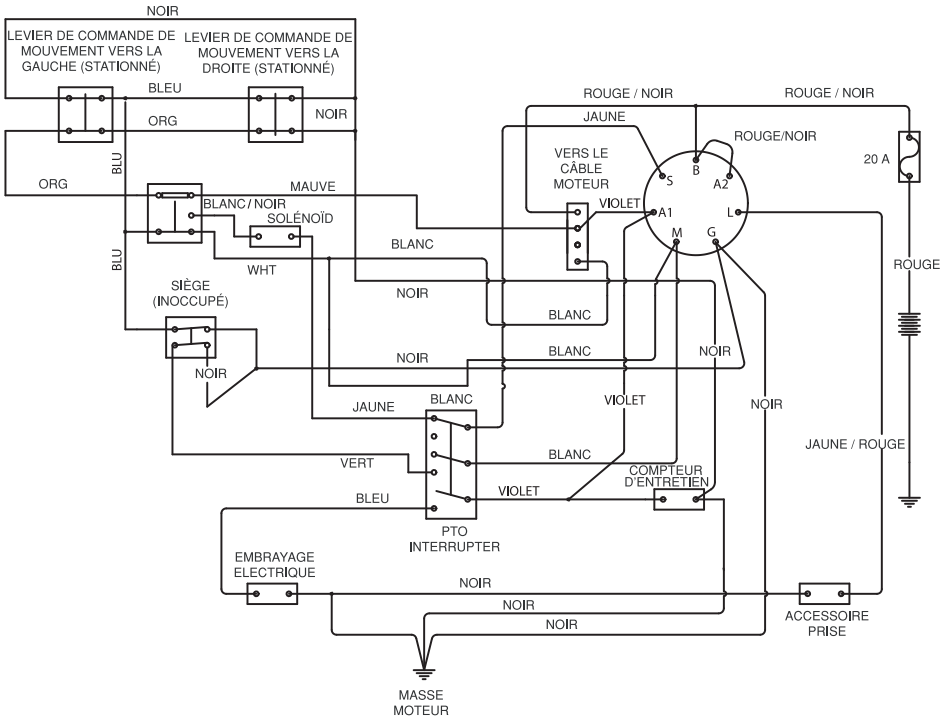 NOIR
LEVIER DE COMMANDE DE
MOUVEMENT VERS LA
GAUCHE (STATIONNÉ)
LEVIER DE COMMANDE DE
MOUVEMENT VERS LA
DROITE (STATIONNÉ)
BLEU
NOIR
ORG
BLU
ORG
MAUVE
BLANC/NOIR
SOLÉNOÏD
BLANC
WHT
BLU
NOIR
SIÈGE
(INOCCUPÉ)
NOIR
NOIR
ROUGE / NOIR
ROUGE / NOIR
JAUNE
ROUGE/NOIR
VERS LE
CÂBLE
MOTEUR
VIOLET
B
S
A2
A1
L
M
G
20 A
ROUGE
BLANC
BLANC
NOIR
VIOLET
NOIR
JAUNE
BLANC
VERT
BLANC
BLEU
VIOLET
COMPTEUR
D'ENTRETIEN
JAUNE / ROUGE
PTO
INTERRUPTER
EMBRAYAGE
ELECTRIQUE
NOIR
NOIR
NOIR
ACCESSOIRE
PRISE
MASSE
MOTEUR